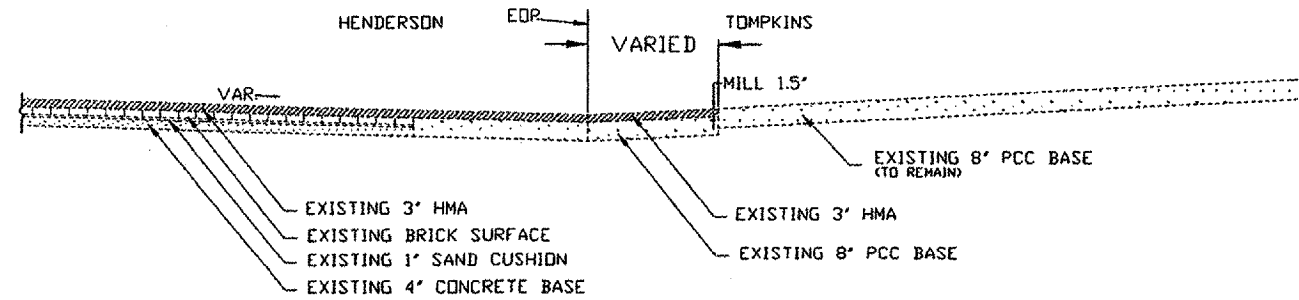 HENDERSON
EOP
TOMPKINS
VARIED
MILL 1.5"
VAR
EXISTING 8" PCC BASE
(TO REMAIN)
EXISTING 3" HMA
EXISTING BRICK SURFACE
EXISTING 1" SAND CUSHION
EXISTING 4" CONCRETE BASE
EXISTING 3" HMA
EXISTING 8" PCC BASE